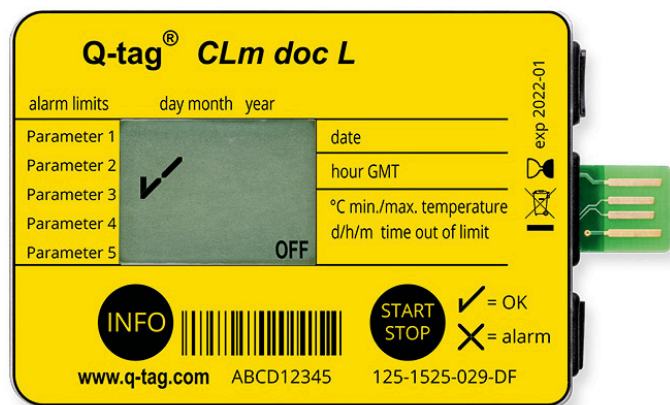 Q-tag® CLm doc L
alarm limits day month year
exp 2022-01
Parameter 1
Parameter 2
Parameter 3
Parameter 4
Parameter 5
OFF
date
hour GMT
°C min./max. temperature
d/h/m time out of limit
INFO
START
STOP
= OK
= alarm
www.q-tag.com ABCD12345 125-1525-029-DF